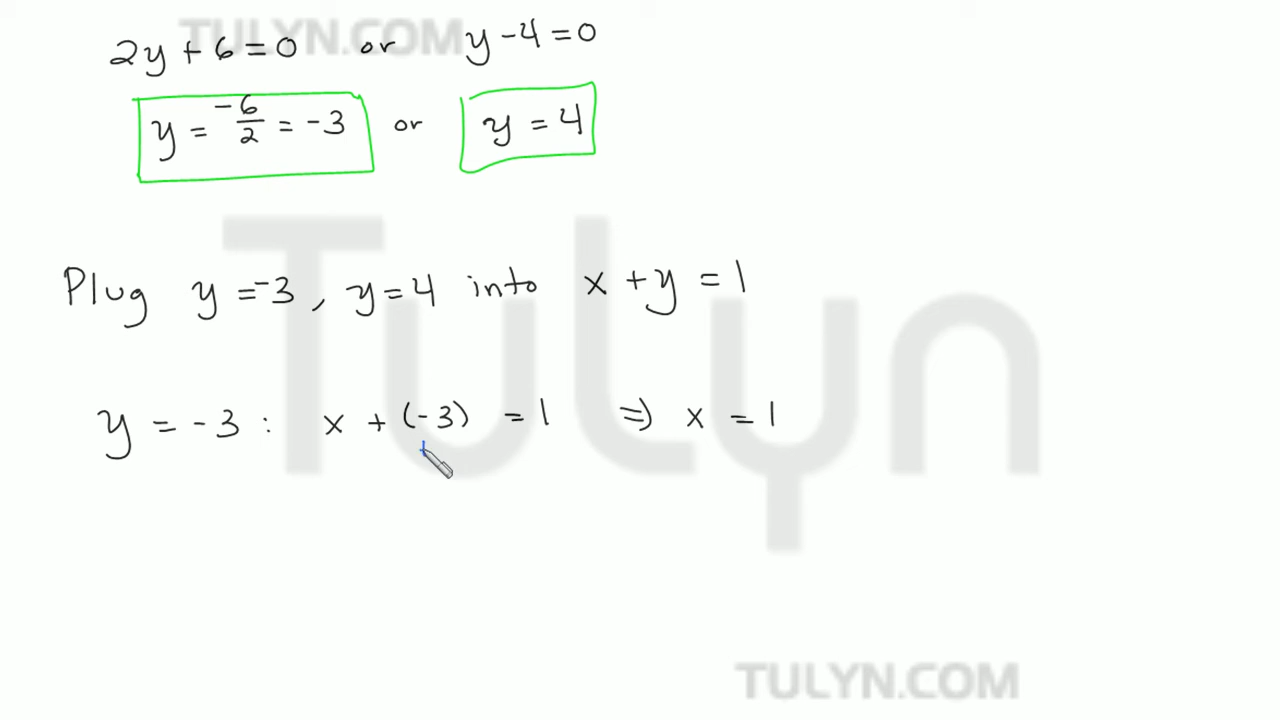 TULYN.COM
2y + 6 = 0 or y - 4 = 0
y = -6/2 = -3 or y = 4
Plug y = -3, y = 4 into x + y = 1
Tulyn
y = -3 : x + (-3) = 1 ⇒ x = 1
TULYN.COM